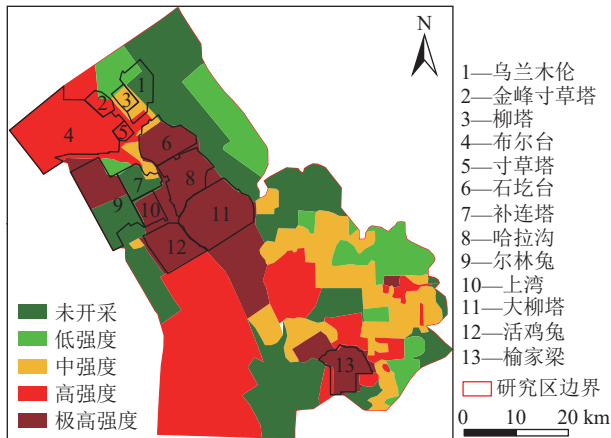 N
1
2
3
4
5
6
7
8
9
10
11
12
13
未开采
低强度
中强度
高强度
极高强度
1—乌兰木伦
2—金峰寸草塔
3—柳塔
4—布尔台
5—寸草塔
6—石圪台
7—补连塔
8—哈拉沟
9—尔林兔
10—上湾
11—大柳塔
12—活鸡兔
13—榆家梁
研究区边界
0 10 20 km